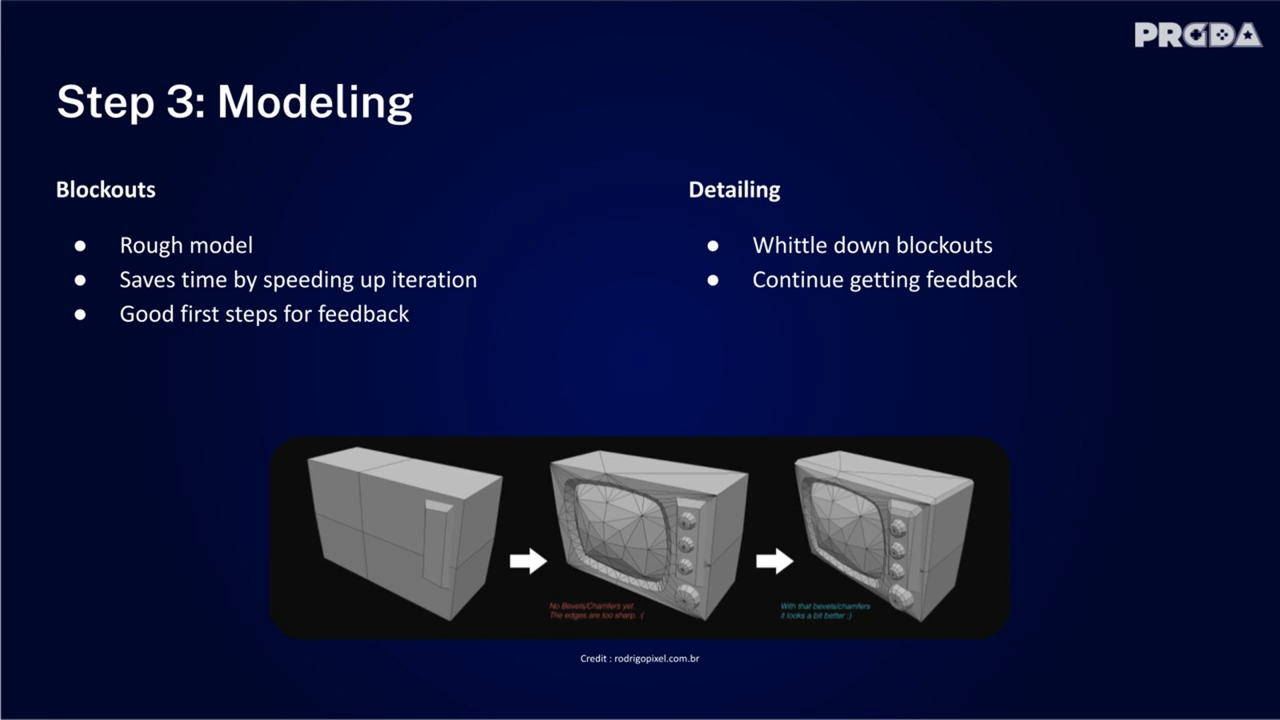 PRGDA
Step 3: Modeling
Blockouts
● Rough model
● Saves time by speeding up iteration
● Good first steps for feedback
Detailing
● Whittle down blockouts
● Continue getting feedback
No Bevels/Chamfers yet.
The edges are too sharp. :(
With that bevels/chamfers
it looks a bit better :)
Credit : rodrigopixel.com.br